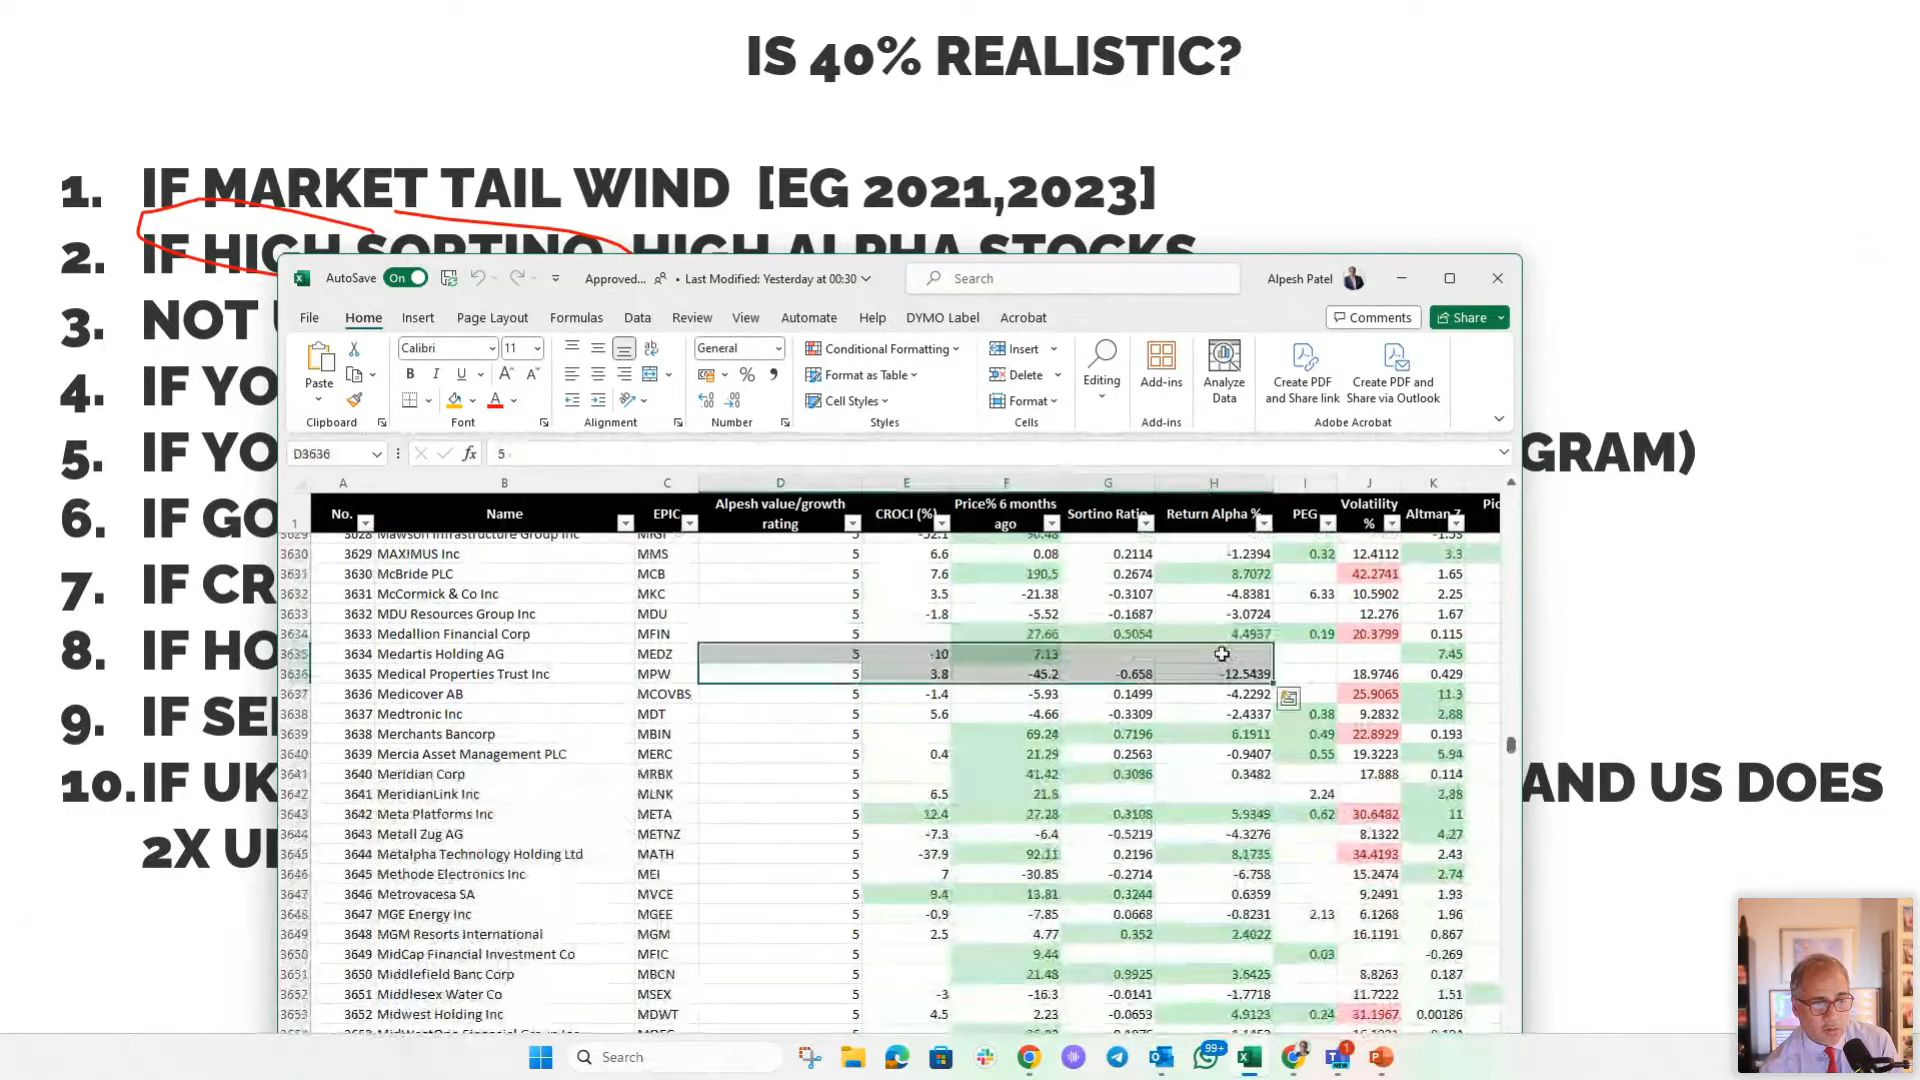 IS 40% REALISTIC?
1. IF MARKET TAIL WIND [EG 2021,2023]
2. IF HIGH SORTINO, HIGH ALPHA STOCKS
3. NOT
4. IF YO
5. IF YO GRAM)
6. IF GO
7. IF CR
8. IF HO
9. IF SE
10. IF UK AND US DOES
2X U
AutoSave On Approved... • Last Modified: Yesterday at 00:30 Search Alpesh Patel
File Home Insert Page Layout Formulas Data Review View Automate Help DYMO Label Acrobat Comments Share
Paste Calibri 11 General Conditional Formatting Insert
B I U Format as Table Delete Editing Add-ins Analyze Data Create PDF and Share link Create PDF and Share via Outlook
Cell Styles Format
Clipboard Font Alignment Number Styles Cells Add-ins Adobe Acrobat
D3636 fx 5
A B C D E F G H I J K
1 No. Name EPIC Alpesh value/growth rating CROCI (%) Price% 6 months ago Sortino Ratio Return Alpha % PEG Volatility % Altman Z
3629 3628 Mawson Infrastructure Group Inc 5 -52.1 90.48 -1.53
3630 3629 MAXIMUS Inc MMS 5 6.6 0.08 0.2114 -1.2394 0.32 12.4112 3.3
3631 3630 McBride PLC MCB 5 7.6 190.5 0.2674 8.7072 42.2741 1.65
3632 3631 McCormick & Co Inc MKC 5 3.5 -21.38 -0.3107 -4.8381 6.33 10.5902 2.25
3633 3632 MDU Resources Group Inc MDU 5 -1.8 -5.52 -0.1687 -3.0724 12.276 1.67
3634 3633 Medallion Financial Corp MFIN 5 27.66 0.5054 4.4937 0.19 20.3799 0.115
3635 3634 Medartis Holding AG MEDZ 5 -10 7.13 7.45
3636 3635 Medical Properties Trust Inc MPW 5 3.8 -45.2 -0.658 -12.5439 18.9746 0.429
3637 3636 Medicover AB MCOVBS 5 -1.4 -5.93 0.1499 -4.2292 25.9065 11.3
3638 3637 Medtronic Inc MDT 5 5.6 -4.66 -0.3309 -2.4337 0.38 9.2832 2.88
3639 3638 Merchants Bancorp MBIN 5 69.24 0.7196 6.1911 0.49 22.8929 0.193
3640 3639 Mercia Asset Management PLC MERC 5 0.4 21.29 0.2563 -0.9407 0.55 19.3223 5.94
3641 3640 Meridian Corp MRBX 5 41.42 0.3086 0.3482 17.888 0.114
3642 3641 MeridianLink Inc MLNK 5 6.5 21.8 2.24 2.88
3643 3642 Meta Platforms Inc META 5 12.4 27.28 0.3108 5.9349 0.62 30.6482 11
3644 3643 Metall Zug AG METNZ 5 -7.3 -6.4 -0.5219 -4.3276 8.1322 4.27
3645 3644 Metalpha Technology Holding Ltd MATH 5 -37.9 92.11 0.2196 8.1735 34.4193 2.43
3646 3645 Methode Electronics Inc MEI 5 7 -30.85 -0.2714 -6.758 15.2474 2.74
3647 3646 Metrovacesa SA MVCE 5 9.4 13.81 0.3244 0.6359 9.2491 1.93
3648 3647 MGE Energy Inc MGEE 5 -0.9 -7.85 0.0668 -0.8231 2.13 6.1268 1.96
3649 3648 MGM Resorts International MGM 5 2.5 4.77 0.352 2.4022 16.1191 0.867
3650 3649 MidCap Financial Investment Co MFIC 5 9.44 0.03 -0.269
3651 3650 Middlefield Banc Corp MBCN 5 21.48 0.9925 3.6425 8.8263 0.187
3652 3651 Middlesex Water Co MSEX 5 -3 -16.3 -0.0141 -1.7718 11.7222 1.51
3653 3652 Midwest Holding Inc MDWT 5 4.5 2.23 -0.0653 4.9123 0.24 31.1967 0.00186
Search 99+ 1